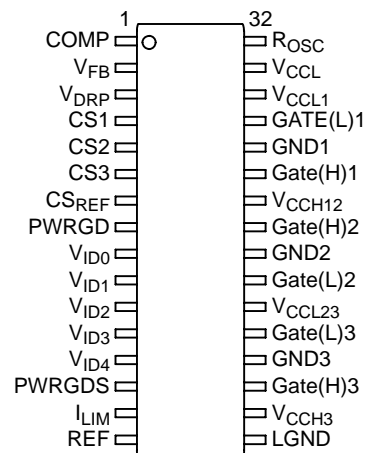 1 32
COMP ROSC
VFB VCCL
VDRP VCCL1
CS1 GATE(L)1
CS2 GND1
CS3 Gate(H)1
CSREF VCCH12
PWRGD Gate(H)2
VID0 GND2
VID1 Gate(L)2
VID2 VCCL23
VID3 Gate(L)3
VID4 GND3
PWRGDS Gate(H)3
ILIM VCCH3
REF LGND